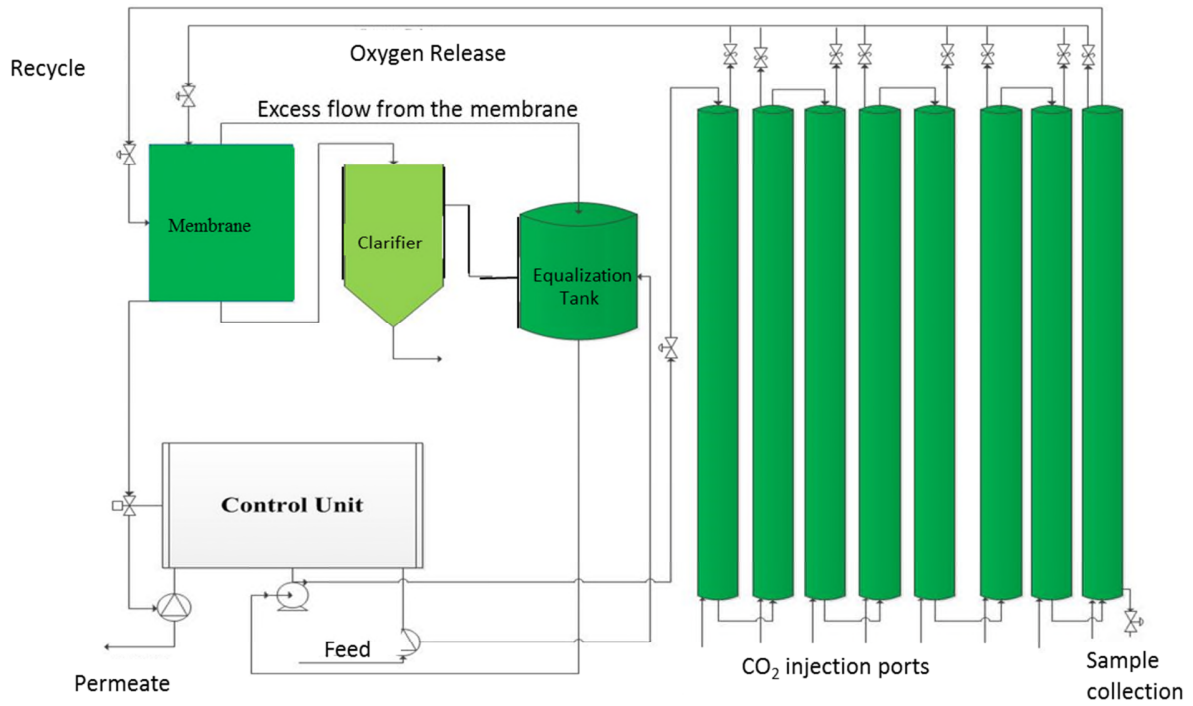 Recycle
Oxygen Release
Excess flow from the membrane
Membrane
Clarifier
Equalization
Tank
Control Unit
Feed
Permeate
CO₂ injection ports
Sample
collection